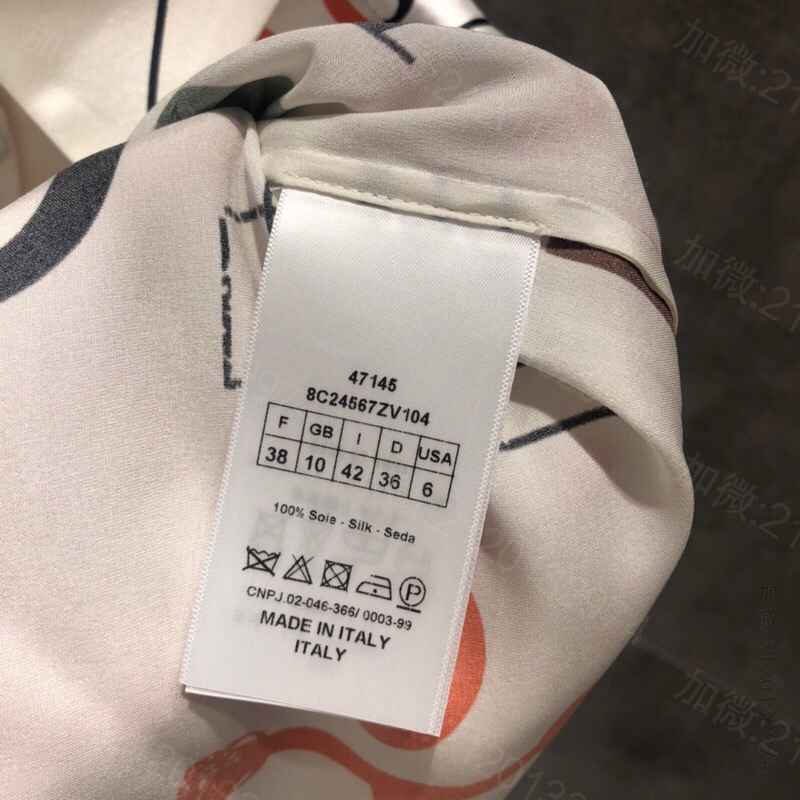 加微:21
47145
8C24567ZV104
F GB I D USA
38 10 42 36 6
100% Soie - Silk - Seda
P
CNPJ.02-046-366/ 0003-99
MADE IN ITALY
ITALY
加微:21
加微:21
加微:21